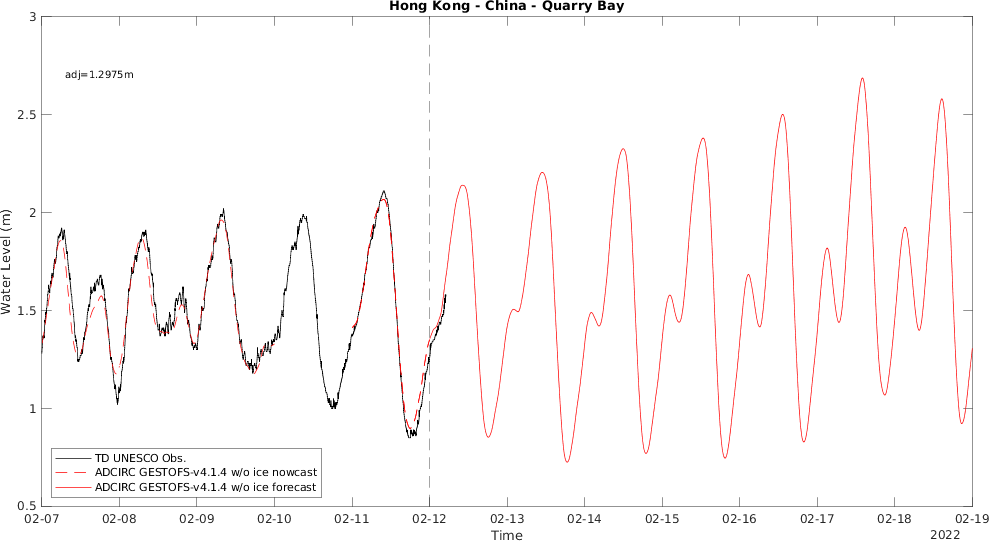 Hong Kong - China - Quarry Bay
3
adj=1.2975m
2.5
2
Water Level (m)
1.5
1
TD UNESCO Obs.
ADCIRC GESTOFS-v4.1.4 w/o ice nowcast
ADCIRC GESTOFS-v4.1.4 w/o ice forecast
0.5
02-07 02-08 02-09 02-10 02-11 02-12 02-13 02-14 02-15 02-16 02-17 02-18 02-19
Time
2022